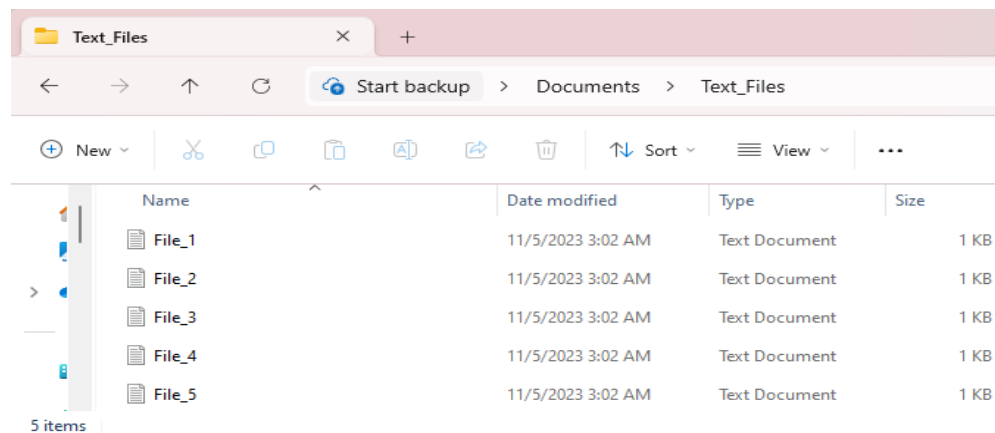 Text_Files
Start backup > Documents > Text_Files
New Sort View
Name Date modified Type Size
File_1 11/5/2023 3:02 AM Text Document 1 KB
File_2 11/5/2023 3:02 AM Text Document 1 KB
File_3 11/5/2023 3:02 AM Text Document 1 KB
File_4 11/5/2023 3:02 AM Text Document 1 KB
File_5 11/5/2023 3:02 AM Text Document 1 KB
5 items